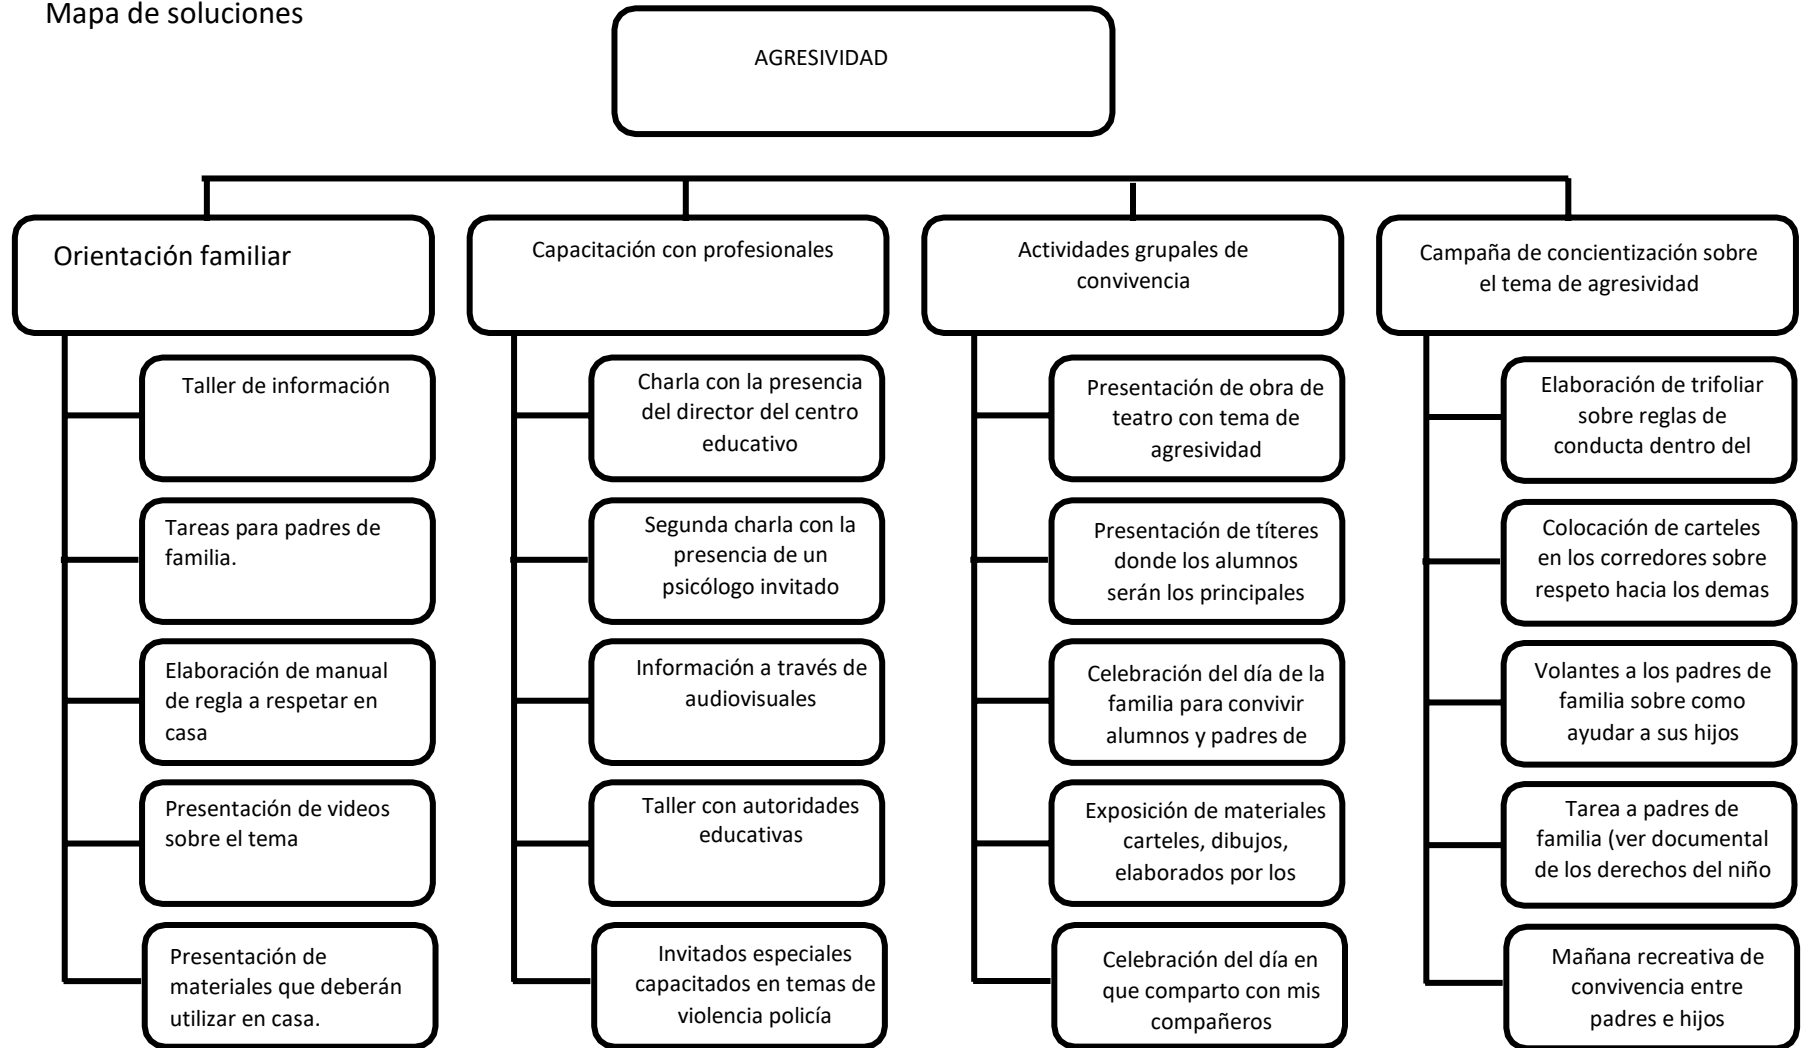 Mapa de soluciones
AGRESIVIDAD
Orientación familiar
Taller de información
Tareas para padres de
familia.
Elaboración de manual
de regla a respetar en
casa
Presentación de videos
sobre el tema
Presentación de
materiales que deberán
utilizar en casa.
Capacitación con profesionales
Charla con la presencia
del director del centro
educativo
Segunda charla con la
presencia de un
psicólogo invitado
Información a través de
audiovisuales
Taller con autoridades
educativas
Invitados especiales
capacitados en temas de
violencia policía
Actividades grupales de
convivencia
Presentación de obra de
teatro con tema de
agresividad
Presentación de títeres
donde los alumnos
serán los principales
Celebración del día de la
familia para convivir
alumnos y padres de
Exposición de materiales
carteles, dibujos,
elaborados por los
Celebración del día en
que comparto con mis
compañeros
Campaña de concientización sobre
el tema de agresividad
Elaboración de trifoliar
sobre reglas de
conducta dentro del
Colocación de carteles
en los corredores sobre
respeto hacia los demas
Volantes a los padres de
familia sobre como
ayudar a sus hijos
Tarea a padres de
familia (ver documental
de los derechos del niño
Mañana recreativa de
convivencia entre
padres e hijos